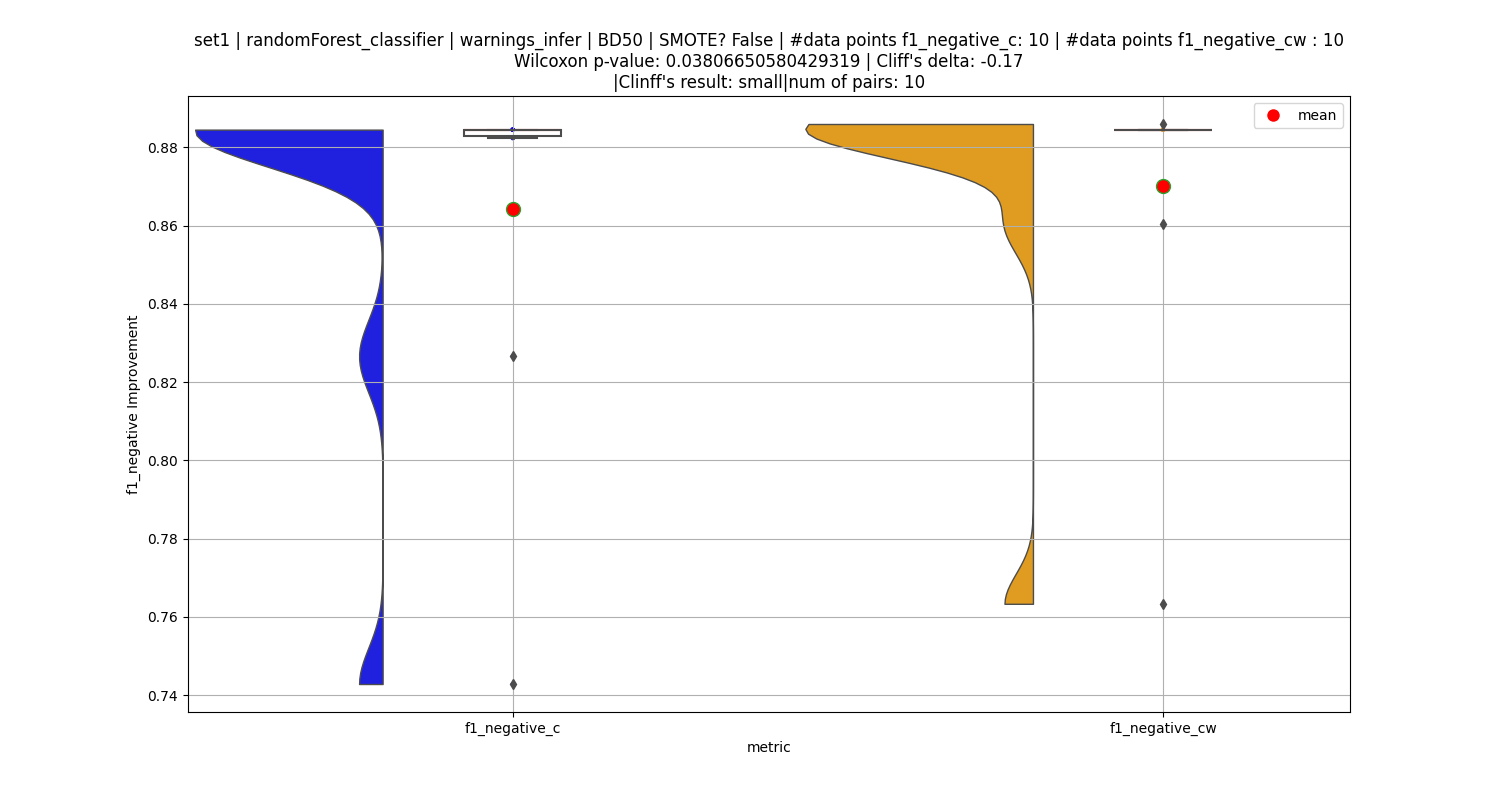 set1 | randomForest_classifier | warnings_infer | BD50 | SMOTE? False | #data points f1_negative_c: 10 | #data points f1_negative_cw : 10
Wilcoxon p-value: 0.03806650580429319 | Cliff's delta: -0.17
|Clinff's result: small|num of pairs: 10
mean
0.88
0.86
0.84
0.82
0.80
0.78
0.76
0.74
f1_negative Improvement
f1_negative_c
f1_negative_cw
metric